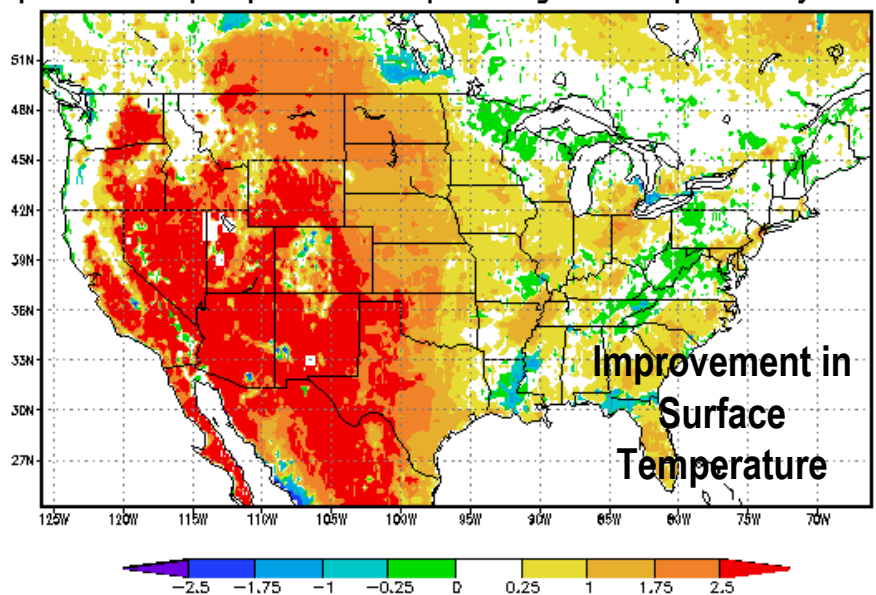 51N
48N
45N
42N
39N
36N
33N
30N
27N
Improvement in
Surface
Temperature
125W 120W 115W 110W 105W 100W 95W 90W 85W 80W 75W 70W
-2.5 -1.75 -1 -0.25 0 0.25 1 1.75 2.5